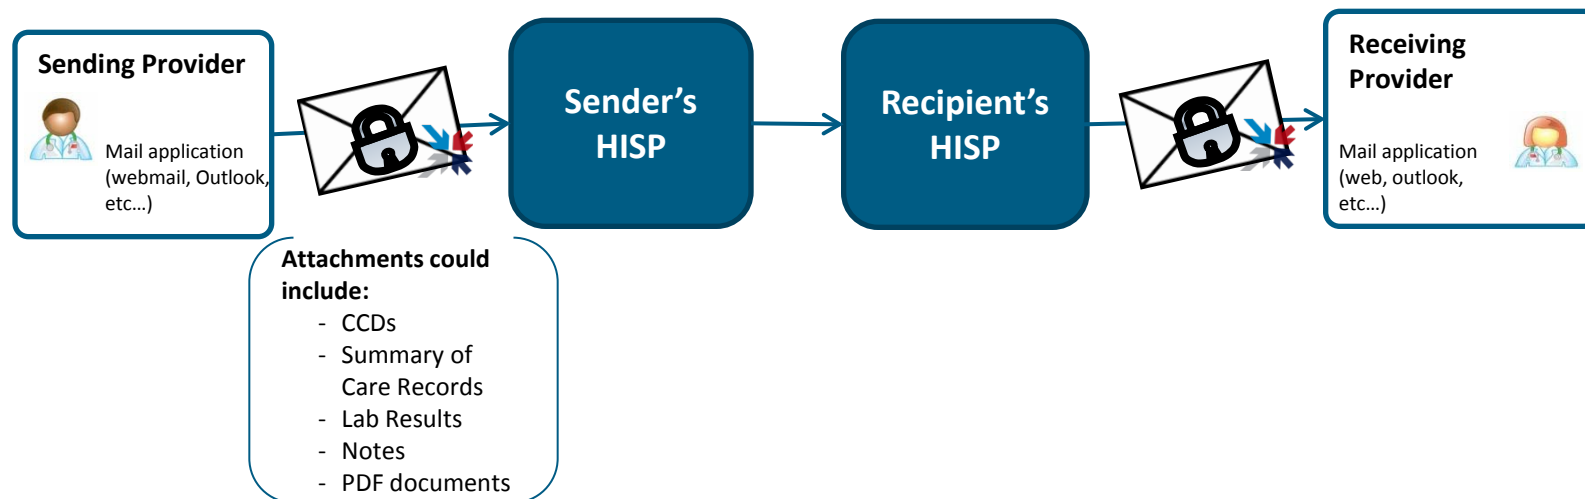 Sending Provider
Mail application
(webmail, Outlook,
etc...)
Sender’s
HISP
Recipient’s
HISP
Receiving
Provider
Mail application
(web, outlook,
etc...)
Attachments could
include:
- CCDs
- Summary of
Care Records
- Lab Results
- Notes
- PDF documents